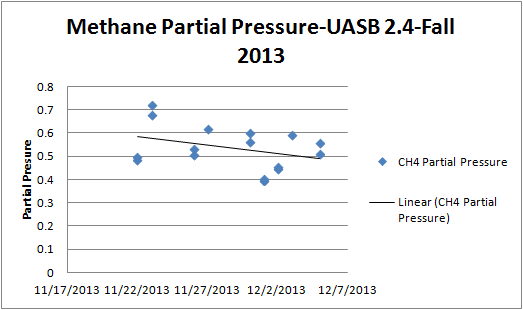 Methane Partial Pressure-UASB 2.4-Fall
2013
Partial Presure
0.8
0.7
0.6
0.5
0.4
0.3
0.2
0.1
0
11/17/2013 11/22/2013 11/27/2013 12/2/2013 12/7/2013
CH4 Partial Pressure
Linear (CH4 Partial
Pressure)